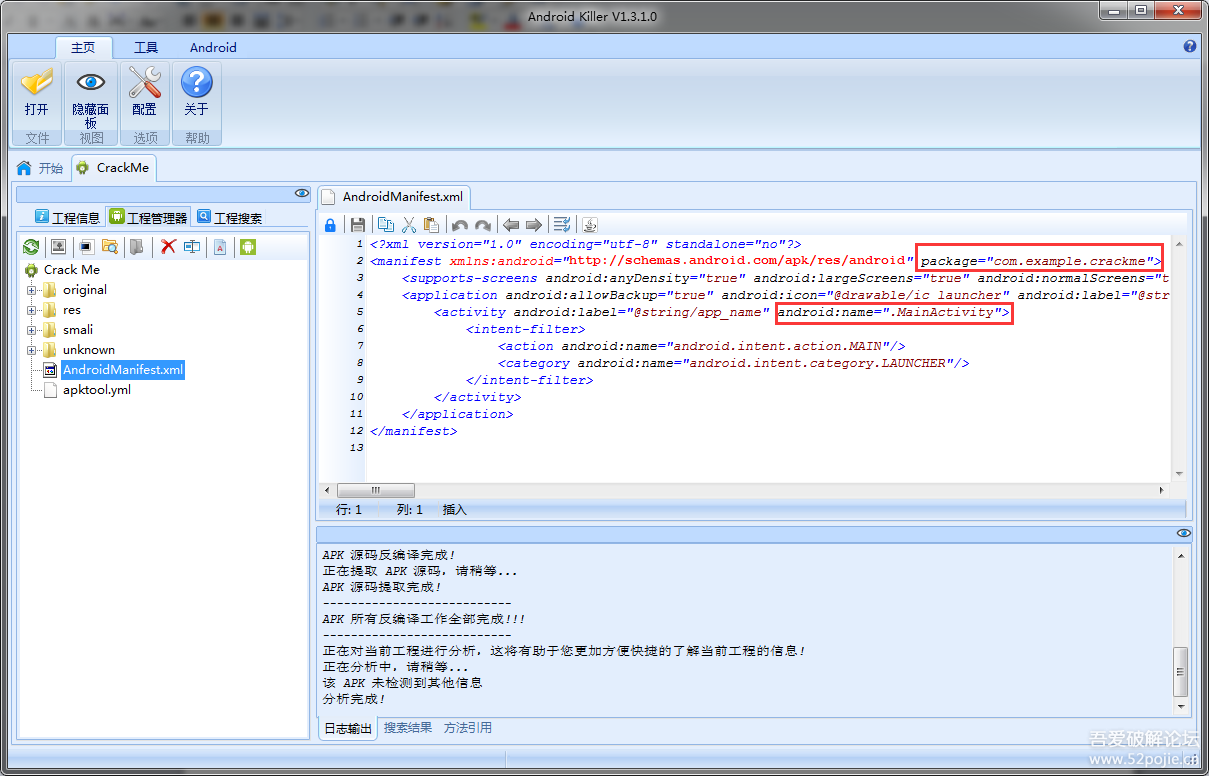 Android Killer V1.3.1.0
主页 工具 Android
打开 隐藏面板 配置 关于
文件 视图 选项 帮助
开始 CrackMe
工程信息 工程管理器 工程搜索
Crack Me
original
res
smali
unknown
AndroidManifest.xml
apktool.yml
AndroidManifest.xml
1 <?xml version="1.0" encoding="utf-8" standalone="no"?>
2 <manifest xmlns:android="http://schemas.android.com/apk/res/android" package="com.example.crackme">
3 <supports-screens android:anyDensity="true" android:largeScreens="true" android:normalScreens="t
4 <application android:allowBackup="true" android:icon="@drawable/ic_launcher" android:label="@str
5 <activity android:label="@string/app_name" android:name=".MainActivity">
6 <intent-filter>
7 <action android:name="android.intent.action.MAIN"/>
8 <category android:name="android.intent.category.LAUNCHER"/>
9 </intent-filter>
10 </activity>
11 </application>
12 </manifest>
13
行: 1 列: 1 插入
APK 源码反编译完成!
正在提取 APK 源码，请稍等...
APK 源码提取完成!
---------------------------
APK 所有反编译工作全部完成!!!
---------------------------
正在对当前工程进行分析，这将有助于您更加方便快捷的了解当前工程的信息!
正在分析中，请稍等...
该 APK 未检测到其他信息
分析完成!
日志输出 搜索结果 方法引用
吾爱破解论坛
www.52pojie.cn